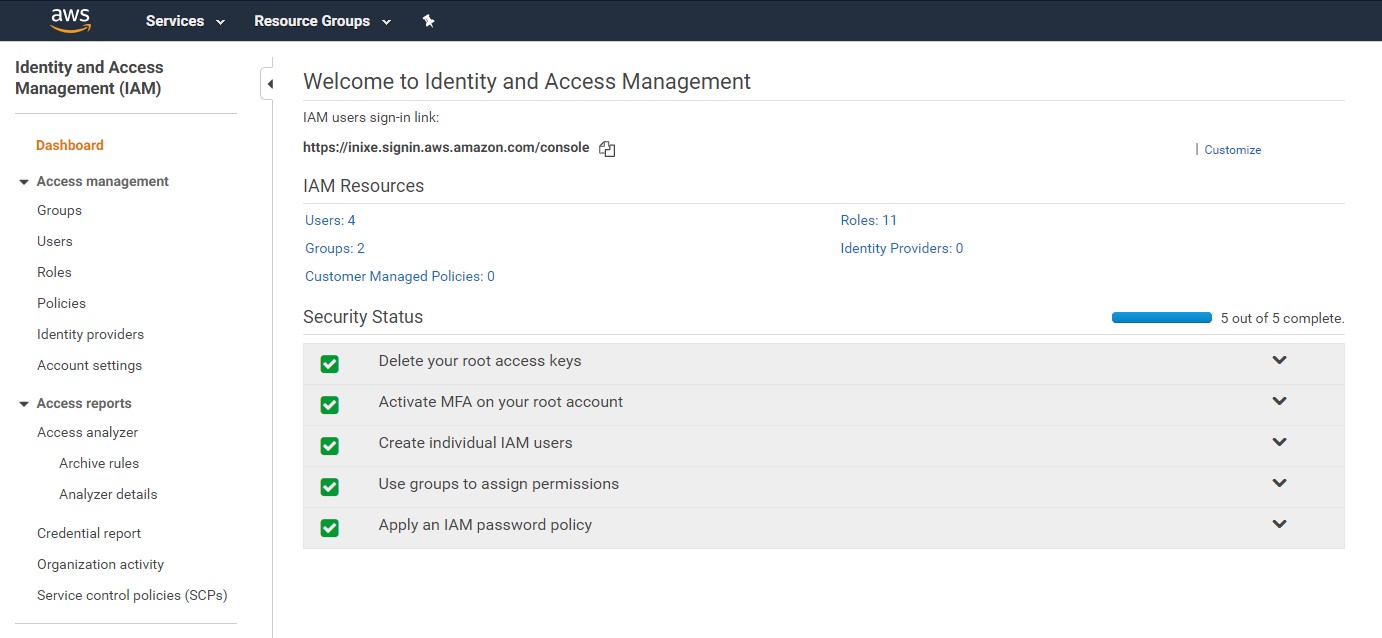 aws
Services
Resource Groups
Identity and Access
Management (IAM)
Dashboard
Access management
Groups
Users
Roles
Policies
Identity providers
Account settings
Access reports
Access analyzer
Archive rules
Analyzer details
Credential report
Organization activity
Service control policies (SCPs)
Welcome to Identity and Access Management
IAM users sign-in link:
https://inixe.signin.aws.amazon.com/console
| Customize
IAM Resources
Users: 4
Roles: 11
Groups: 2
Identity Providers: 0
Customer Managed Policies: 0
Security Status
5 out of 5 complete.
Delete your root access keys
Activate MFA on your root account
Create individual IAM users
Use groups to assign permissions
Apply an IAM password policy